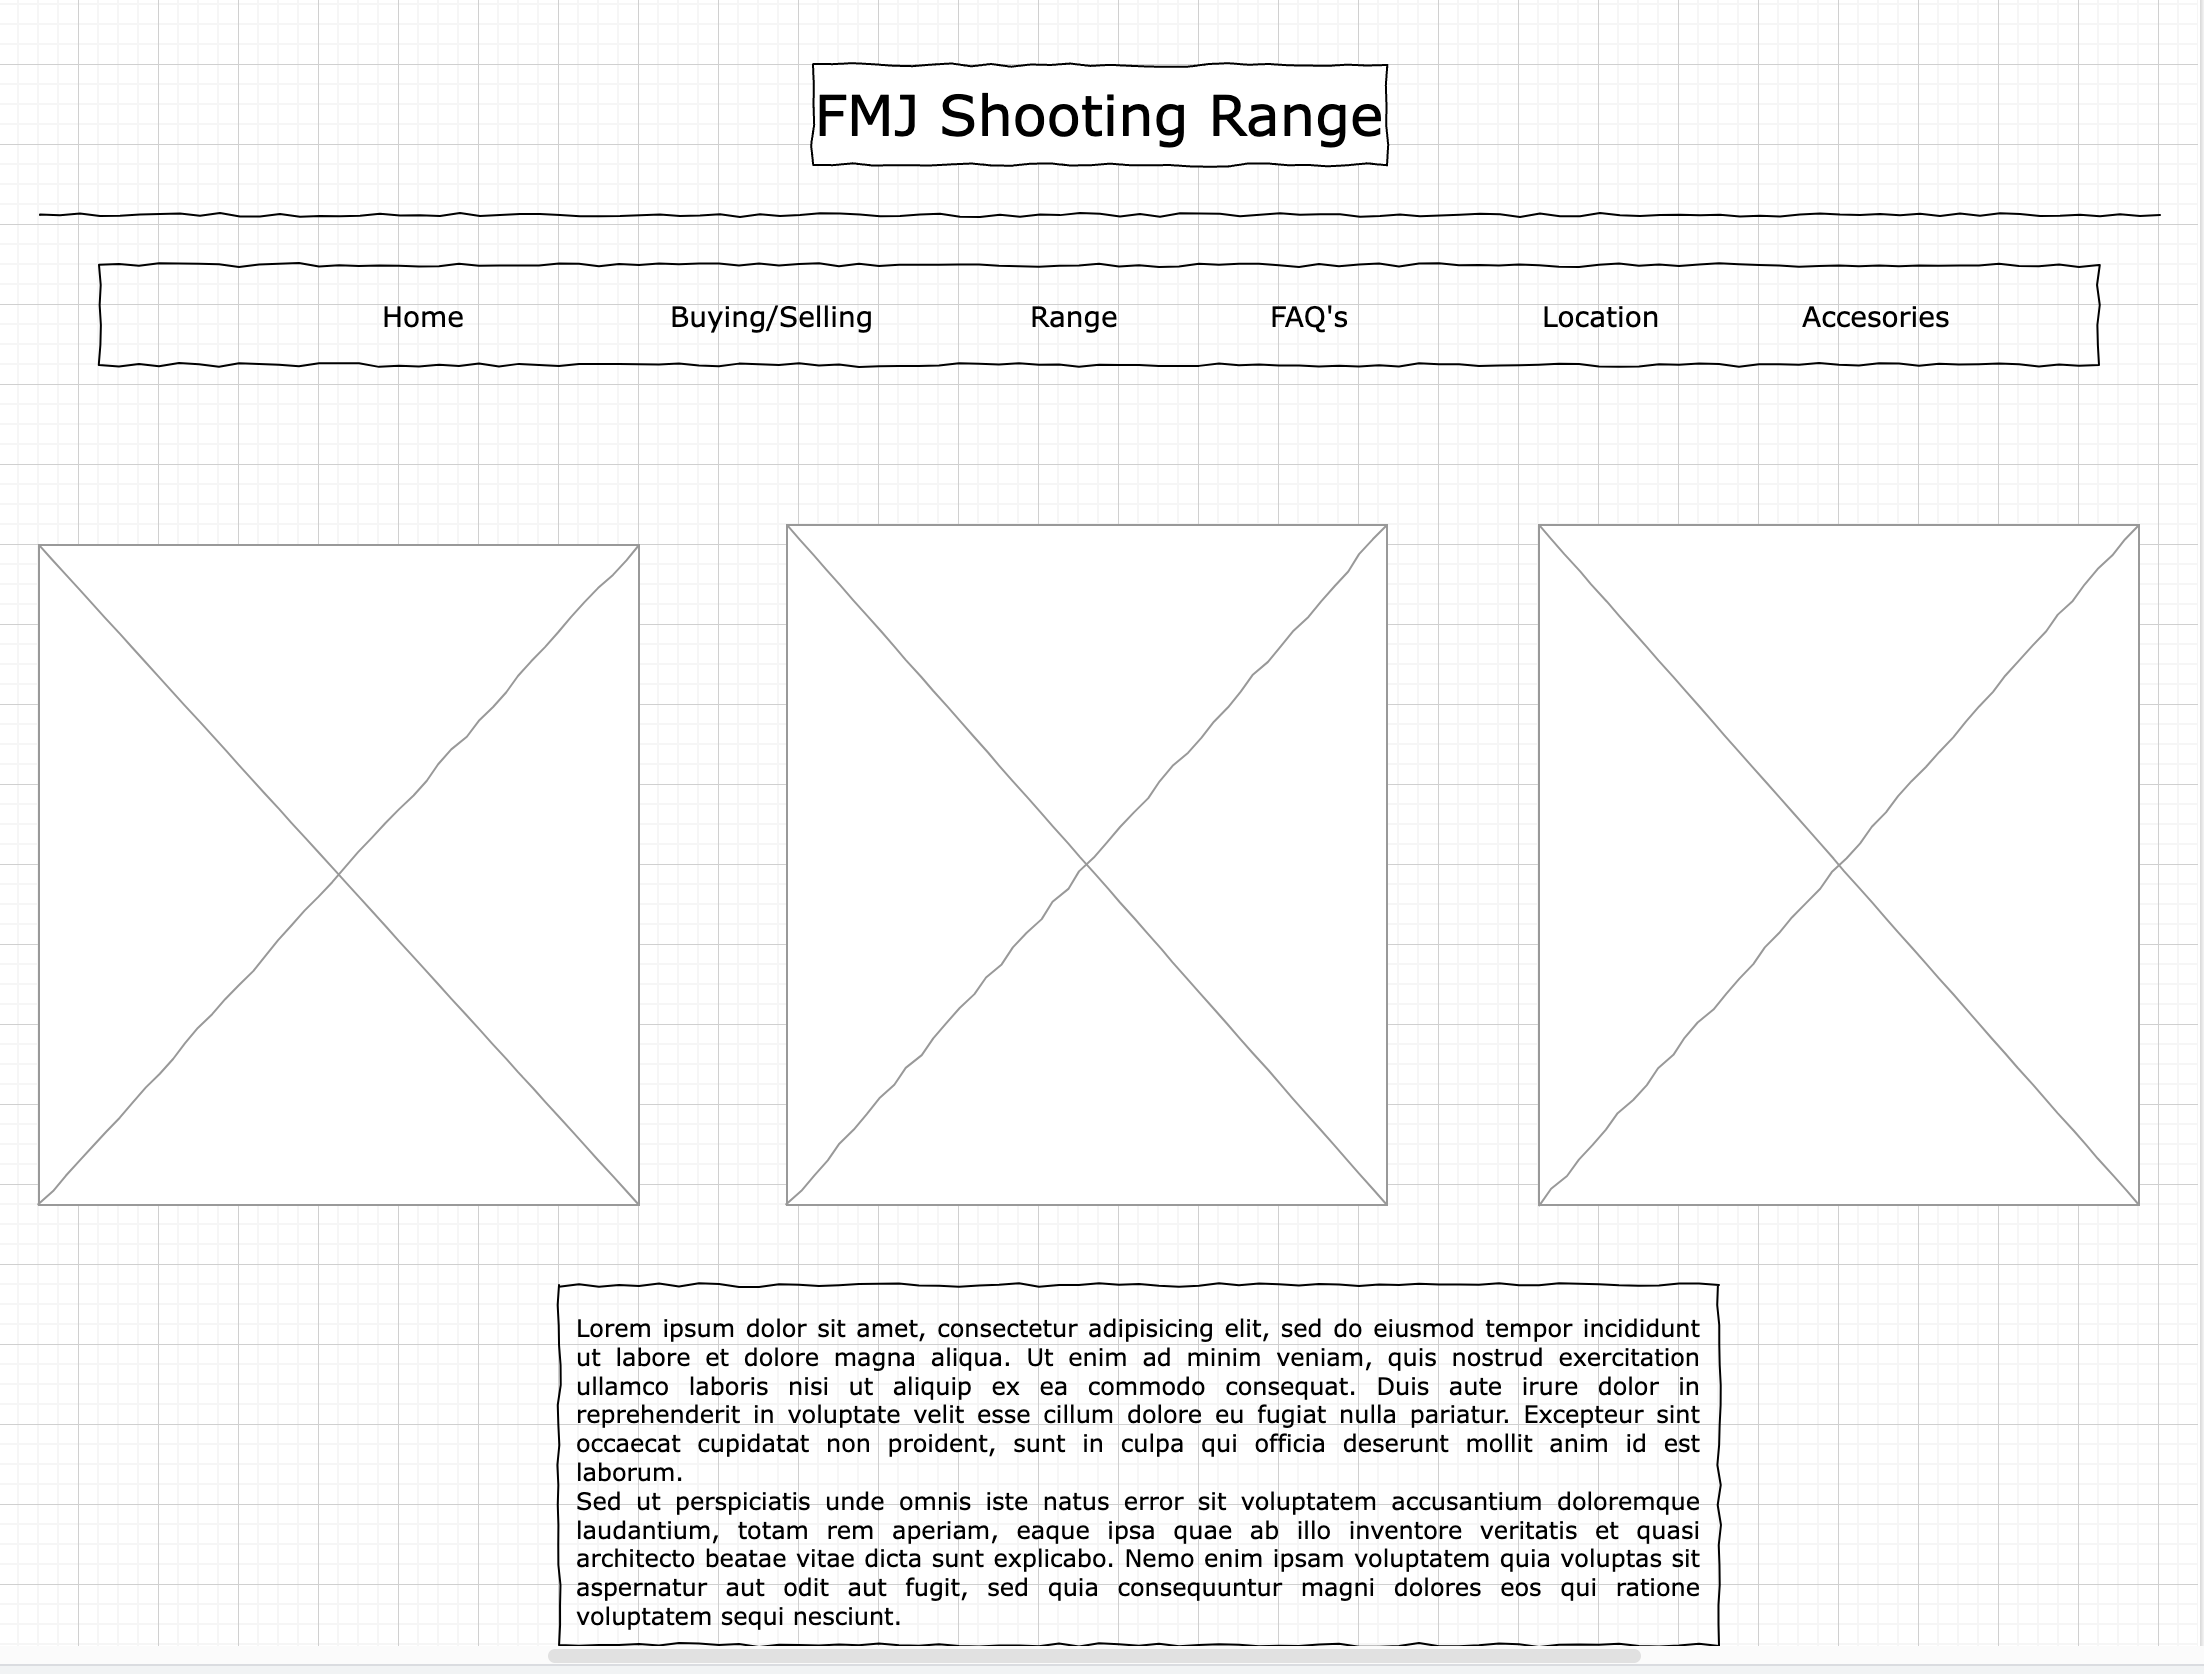 FMJ Shooting Range
Home Buying/Selling Range FAQ's Location Accesories
Lorem ipsum dolor sit amet, consectetur adipisicing elit, sed do eiusmod tempor incididunt
ut labore et dolore magna aliqua. Ut enim ad minim veniam, quis nostrud exercitation
ullamco laboris nisi ut aliquip ex ea commodo consequat. Duis aute irure dolor in
reprehenderit in voluptate velit esse cillum dolore eu fugiat nulla pariatur. Excepteur sint
occaecat cupidatat non proident, sunt in culpa qui officia deserunt mollit anim id est
laborum.
Sed ut perspiciatis unde omnis iste natus error sit voluptatem accusantium doloremque
laudantium, totam rem aperiam, eaque ipsa quae ab illo inventore veritatis et quasi
architecto beatae vitae dicta sunt explicabo. Nemo enim ipsam voluptatem quia voluptas sit
aspernatur aut odit aut fugit, sed quia consequuntur magni dolores eos qui ratione
voluptatem sequi nesciunt.